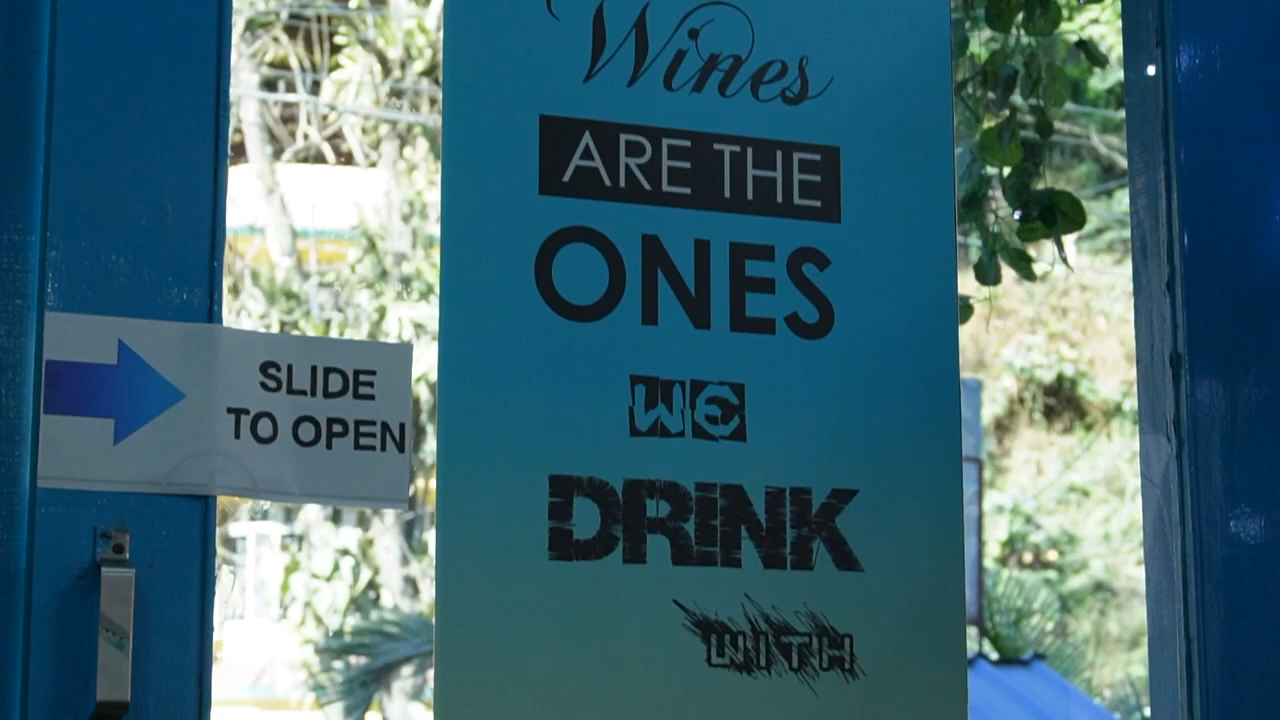 Wines
ARE THE
ONES
WE
DRINK
WITH
SLIDE
TO OPEN